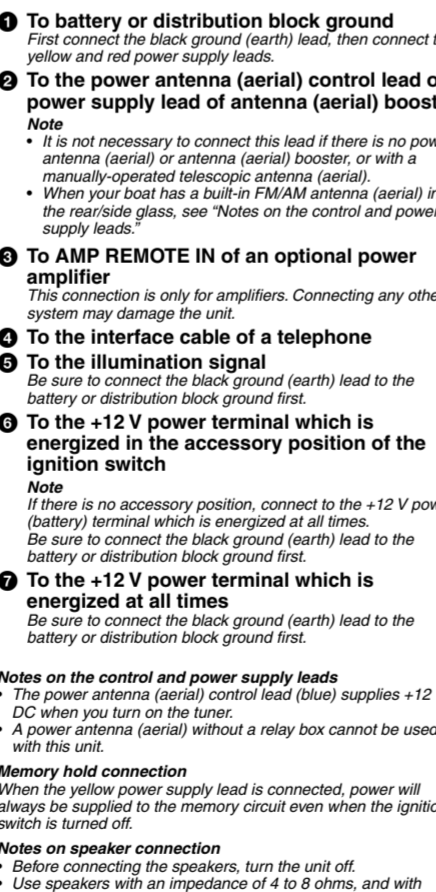 ❶ To battery or distribution block ground
First connect the black ground (earth) lead, then connect t
yellow and red power supply leads.
❷ To the power antenna (aerial) control lead o
power supply lead of antenna (aerial) boost
Note
• It is not necessary to connect this lead if there is no pow
antenna (aerial) or antenna (aerial) booster, or with a
manually-operated telescopic antenna (aerial).
• When your boat has a built-in FM/AM antenna (aerial) in
the rear/side glass, see “Notes on the control and power
supply leads.”
❸ To AMP REMOTE IN of an optional power
amplifier
This connection is only for amplifiers. Connecting any othe
system may damage the unit.
❹ To the interface cable of a telephone
❺ To the illumination signal
Be sure to connect the black ground (earth) lead to the
battery or distribution block ground first.
❻ To the +12 V power terminal which is
energized in the accessory position of the
ignition switch
Note
If there is no accessory position, connect to the +12 V pow
(battery) terminal which is energized at all times.
Be sure to connect the black ground (earth) lead to the
battery or distribution block ground first.
❼ To the +12 V power terminal which is
energized at all times
Be sure to connect the black ground (earth) lead to the
battery or distribution block ground first.
Notes on the control and power supply leads
• The power antenna (aerial) control lead (blue) supplies +12
DC when you turn on the tuner.
• A power antenna (aerial) without a relay box cannot be used
with this unit.
Memory hold connection
When the yellow power supply lead is connected, power will
always be supplied to the memory circuit even when the ignitio
switch is turned off.
Notes on speaker connection
• Before connecting the speakers, turn the unit off.
• Use speakers with an impedance of 4 to 8 ohms, and with